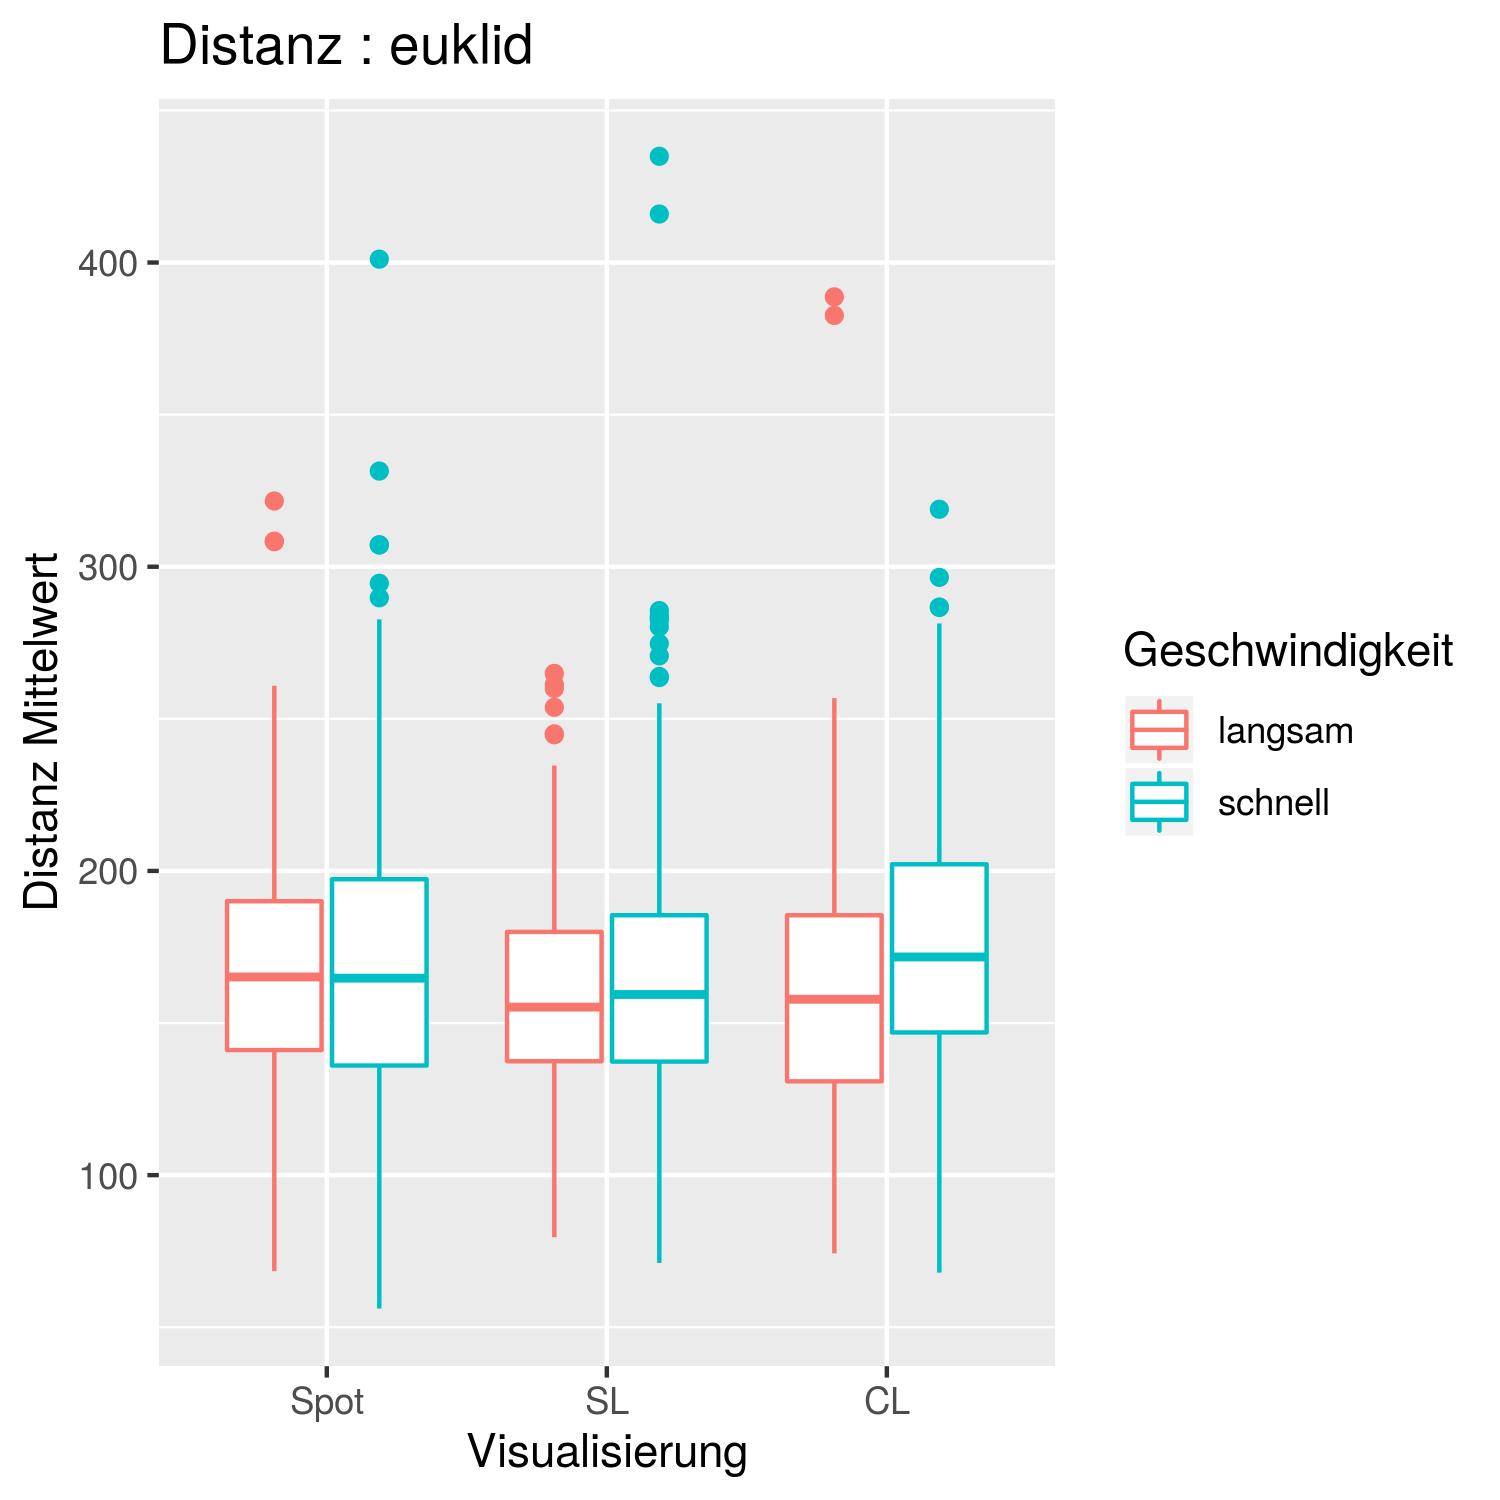 Distanz : euklid
Distanz Mittelwert
400
300
200
100
Spot SL CL
Visualisierung
Geschwindigkeit
langsam
schnell